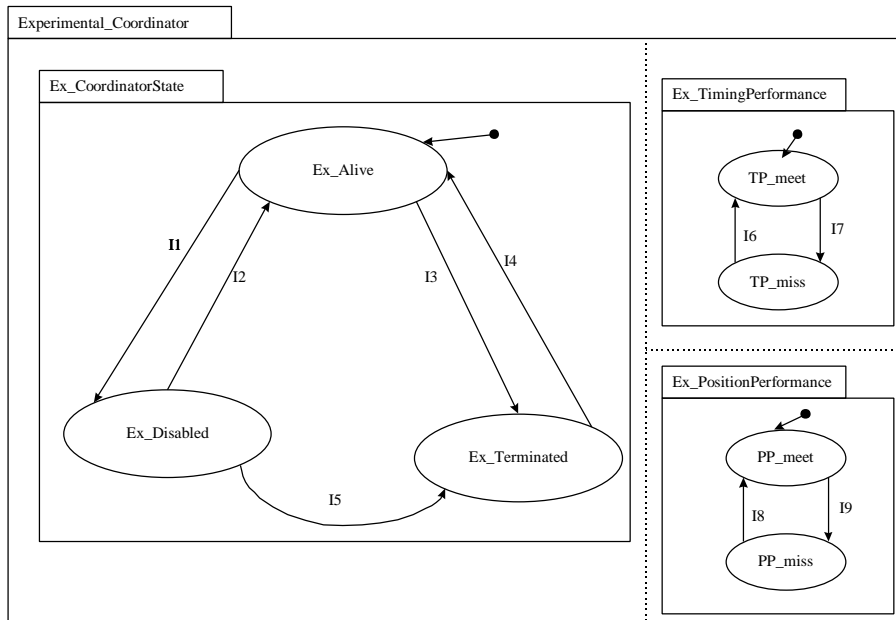 Experimental_Coordinator
Ex_CoordinatorState
Ex_Alive
I1
I2
I3
I4
Ex_Disabled
Ex_Terminated
I5
Ex_TimingPerformance
TP_meet
I6
I7
TP_miss
Ex_PositionPerformance
PP_meet
I8
I9
PP_miss